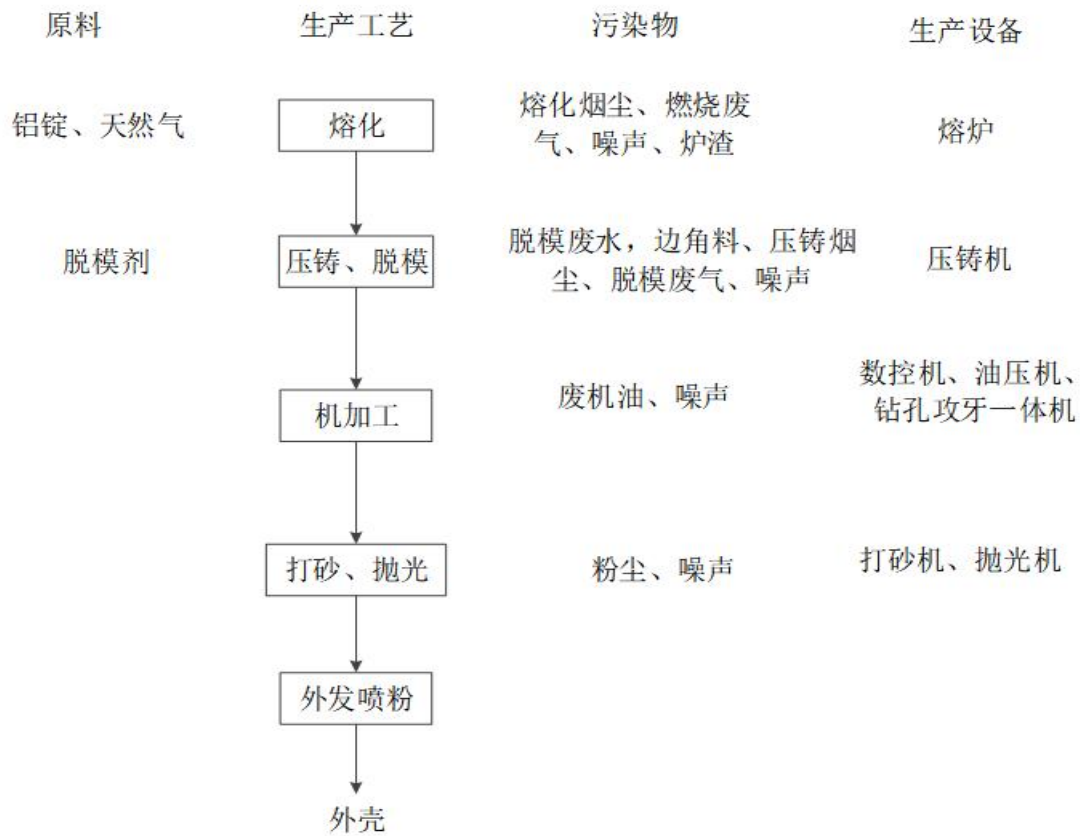 原料 生产工艺 污染物 生产设备
铝锭、天然气 熔化 熔化烟尘、燃烧废 熔炉
气、噪声、炉渣
脱模剂 压铸、脱模 脱模废水，边角料、压铸烟 压铸机
尘、脱模废气、噪声
机加工 废机油、噪声 数控机、油压机、
钻孔攻牙一体机
打砂、抛光 粉尘、噪声 打砂机、抛光机
外发喷粉
外壳